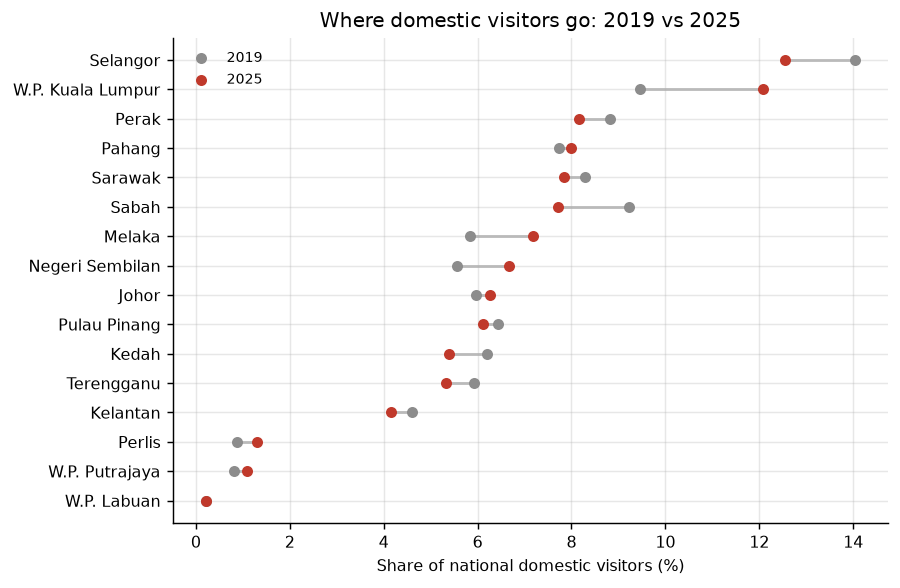 Where domestic visitors go: 2019 vs 2025
2019
2025
Selangor
W.P. Kuala Lumpur
Perak
Pahang
Sarawak
Sabah
Melaka
Negeri Sembilan
Johor
Pulau Pinang
Kedah
Terengganu
Kelantan
Perlis
W.P. Putrajaya
W.P. Labuan
0 2 4 6 8 10 12 14
Share of national domestic visitors (%)